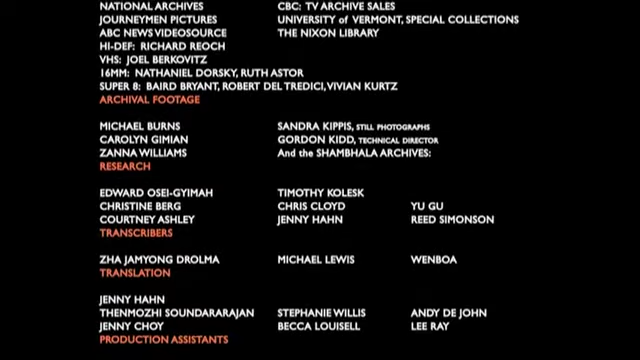 NATIONAL ARCHIVES CBC: TV ARCHIVE SALES
JOURNEYMEN PICTURES UNIVERSITY of VERMONT, SPECIAL COLLECTIONS
ABC NEWS VIDEOSOURCE THE NIXON LIBRARY
HI-DEF: RICHARD REOCH
VHS: JOEL BERKOVITZ
16MM: NATHANIEL DORSKY, RUTH ASTOR
SUPER 8: BAIRD BRYANT, ROBERT DEL TREDICI, VIVIAN KURTZ
ARCHIVAL FOOTAGE
MICHAEL BURNS SANDRA KIPPIS, STILL PHOTOGRAPHS
CAROLYN GIMIAN GORDON KIDD, TECHNICAL DIRECTOR
ZANNA WILLIAMS And the SHAMBHALA ARCHIVES:
RESEARCH
EDWARD OSEI-GYIMAH TIMOTHY KOLESK
CHRISTINE BERG CHRIS CLOYD YU GU
COURTNEY ASHLEY JENNY HAHN REED SIMONSON
TRANSCRIBERS
ZHA JAMYONG DROLMA MICHAEL LEWIS WENBOA
TRANSLATION
JENNY HAHN
THENMOZHI SOUNDARARAJAN STEPHANIE WILLIS ANDY DE JOHN
JENNY CHOY BECCA LOUISELL LEE RAY
PRODUCTION ASSISTANTS